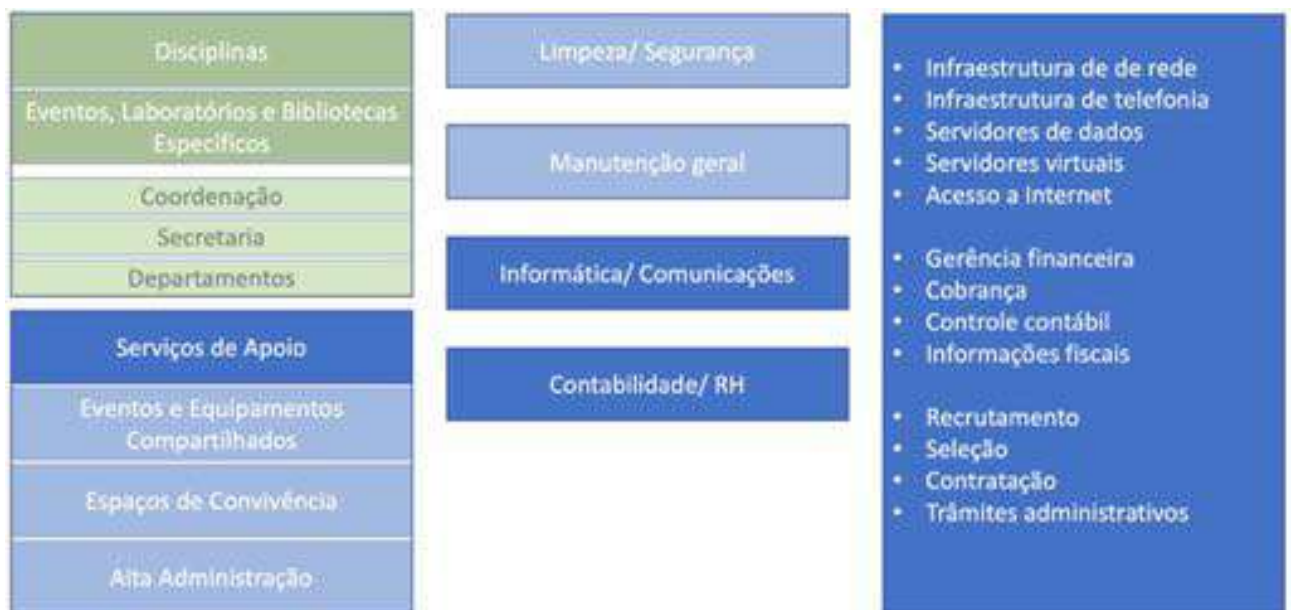 Disciplinas
Eventos, Laboratórios e Bibliotecas
Específicos
Coordenação
Secretaria
Departamentos
Serviços de Apoio
Eventos e Equipamentos
Compartilhados
Espaços de Convivência
Alta Administração
Limpeza/ Segurança
Manutenção geral
Informática/ Comunicações
Contabilidade/ RH
• Infraestrutura de de rede
• Infraestrutura de telefonia
• Servidores de dados
• Servidores virtuais
• Acesso a Internet
• Gerência financeira
• Cobrança
• Controle contábil
• Informações fiscais
• Recrutamento
• Seleção
• Contratação
• Trâmites administrativos